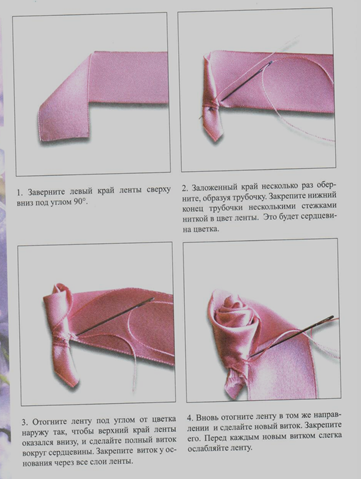 1. Заверните левый край ленты сверху
вниз под углом 90°.
2. Заложенный край несколько раз обер-
ните, образуя трубочку. Закрепите нижний
конец трубочки несколькими стежками
ниткой в цвет ленты. Это будет сердцеви-
на цветка.
3. Отогните ленту под углом от цветка
наружу так, чтобы верхний край ленты
оказался внизу, и сделайте полный виток
вокруг сердцевины. Закрепите виток у ос-
нования через все слои ленты.
4. Вновь отогните ленту в том же направ-
лении и сделайте новый виток. Закрепите
его. Перед каждым новым витком слегка
ослабляйте ленту.